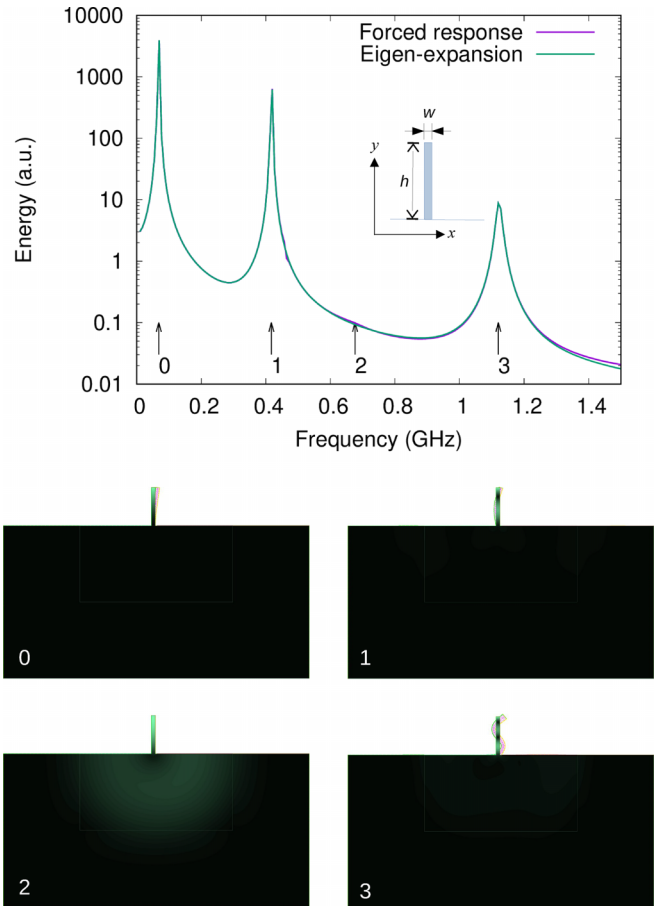 10000
1000
100
10
1
0.1
0.01
Energy (a.u.)
Forced response
Eigen-expansion
w
y
h
x
0
1
2
3
0
0.2
0.4
0.6
0.8
1
1.2
1.4
Frequency (GHz)
0
1
2
3